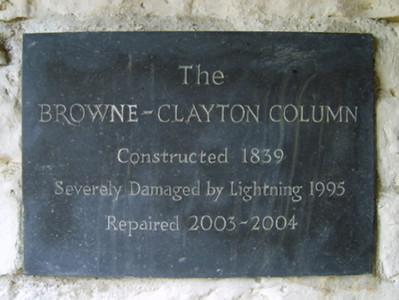 The
BROWNE~CLAYTON COLUMN
Constructed 1839
Severely Damaged by Lightning 1995
Repaired 2003~2004